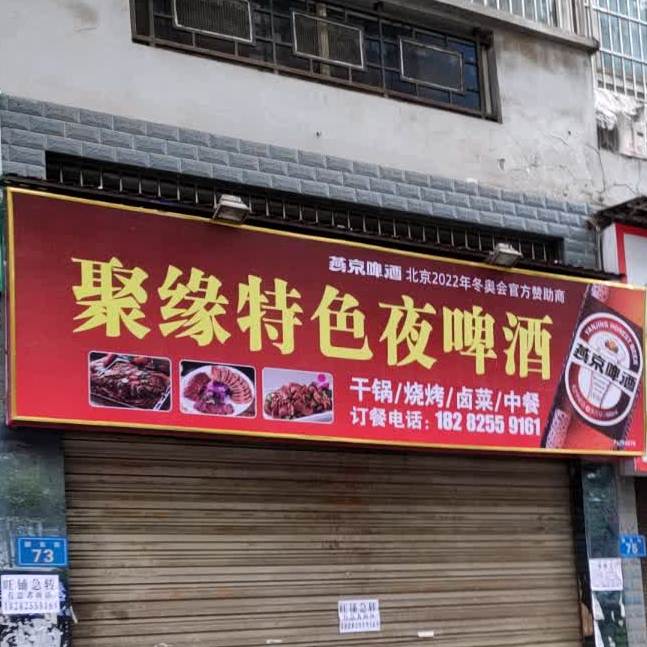 燕京啤酒 北京2022年冬奥会官方赞助商
聚缘特色夜啤酒
燕京啤酒
干锅/烧烤/卤菜/中餐
订餐电话：182 8255 9161
73
75
旺铺急转
旺铺急转